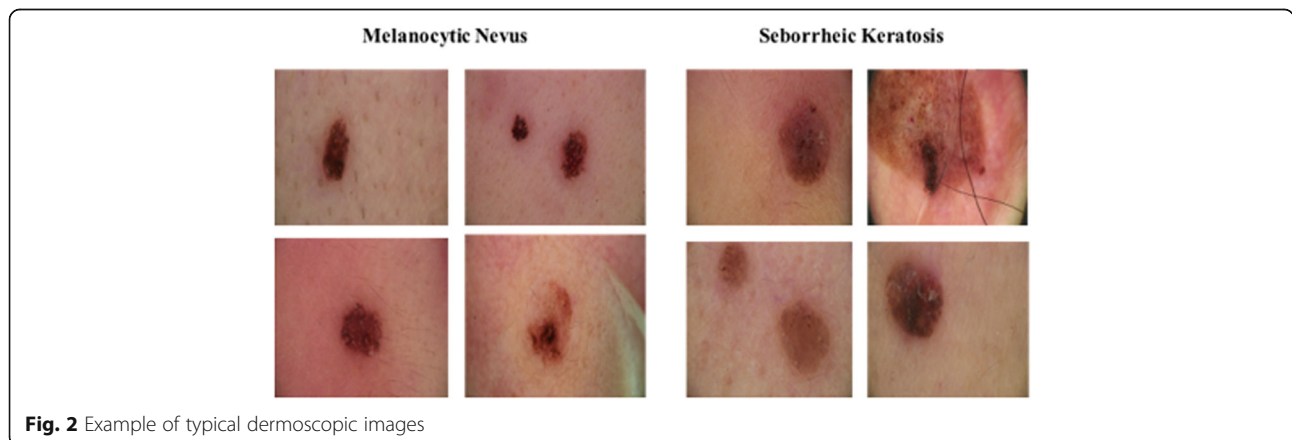 Melanocytic Nevus
Seborrheic Keratosis
Fig. 2 Example of typical dermoscopic images